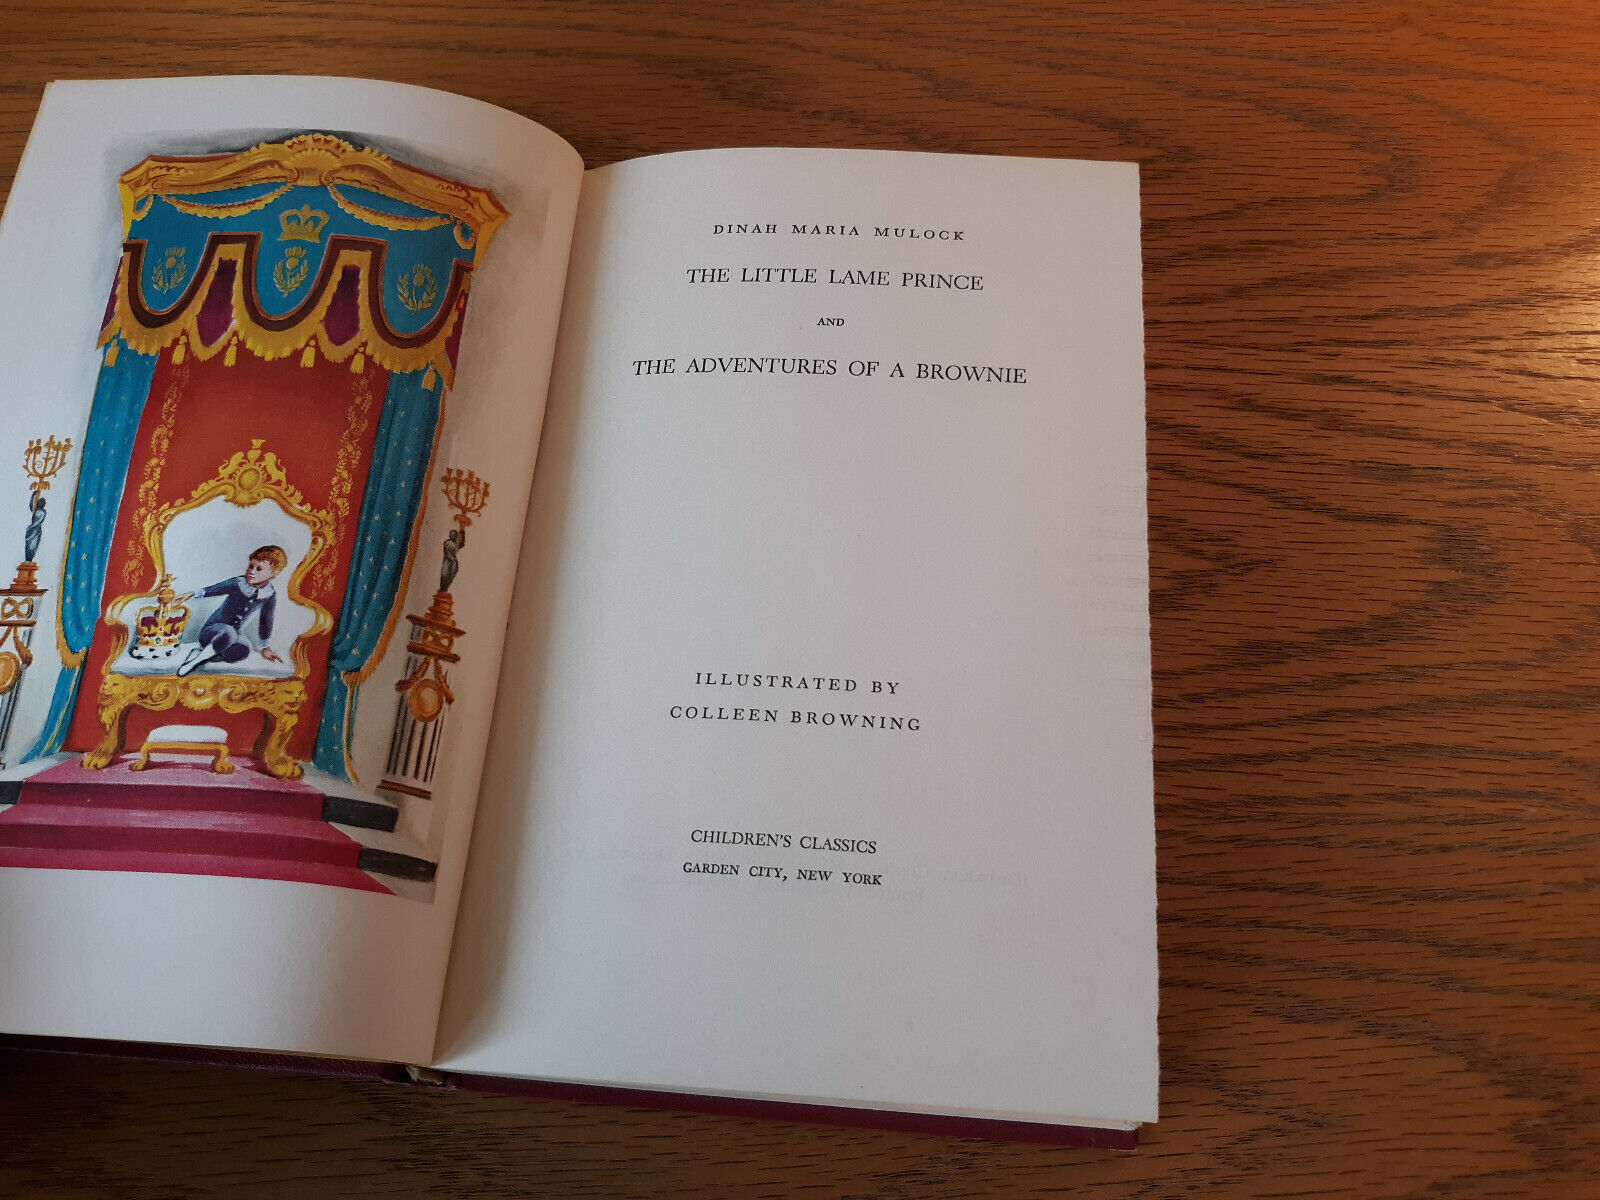 DINAH MARIA MULOCK
THE LITTLE LAME PRINCE
AND
THE ADVENTURES OF A BROWNIE
ILLUSTRATED BY
COLLEEN BROWNING
CHILDREN'S CLASSICS
GARDEN CITY, NEW YORK